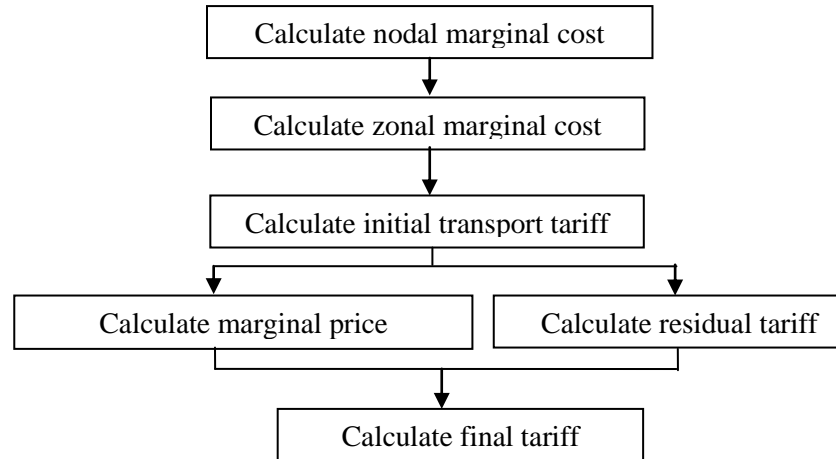 Calculate nodal marginal cost
Calculate zonal marginal cost
Calculate initial transport tariff
Calculate marginal price
Calculate residual tariff
Calculate final tariff